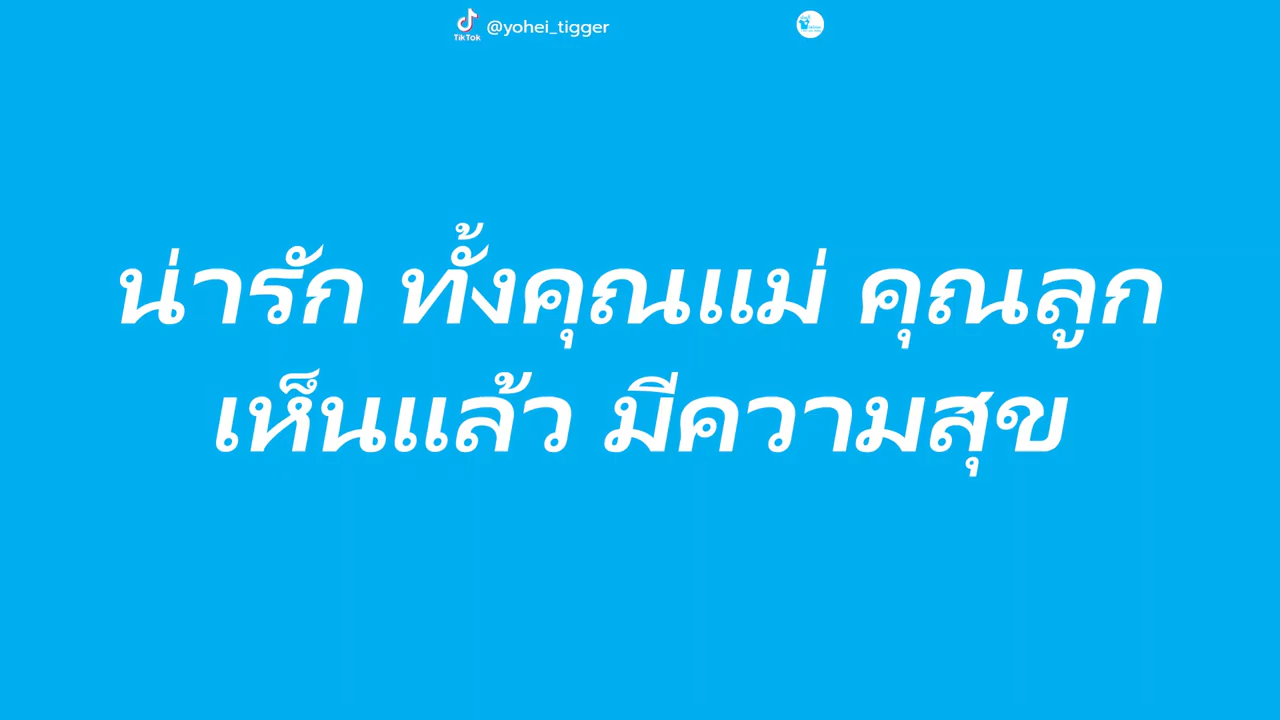 TikTok @yohei_tigger
น่ารัก ทั้งคุณแม่ คุณลูก
เห็นแล้ว มีความสุข